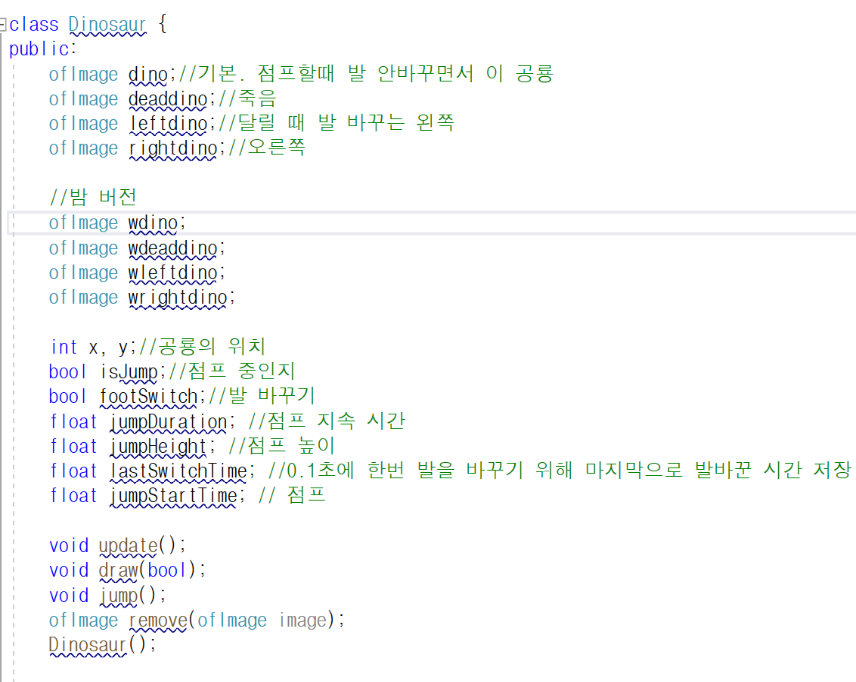 class Dinosaur {
public:
ofImage dino;//기본. 점프할때 발 안바꾸면서 이 공룡
ofImage deaddino;//죽음
ofImage leftdino;//달릴 때 발 바꾸는 왼쪽
ofImage rightdino;//오른쪽
//밤 버전
ofImage wdino;
ofImage wdeaddino;
ofImage wleftdino;
ofImage wrightdino;
int x, y;//공룡의 위치
bool isJump;//점프 중인지
bool footSwitch;//발 바꾸기
float jumpDuration; //점프 지속 시간
float jumpHeight; //점프 높이
float lastSwitchTime; //0.1초에 한번 발을 바꾸기 위해 마지막으로 발바꾼 시간 저장
float jumpStartTime; // 점프
void update();
void draw(bool);
void jump();
ofImage remove(ofImage image);
Dinosaur();